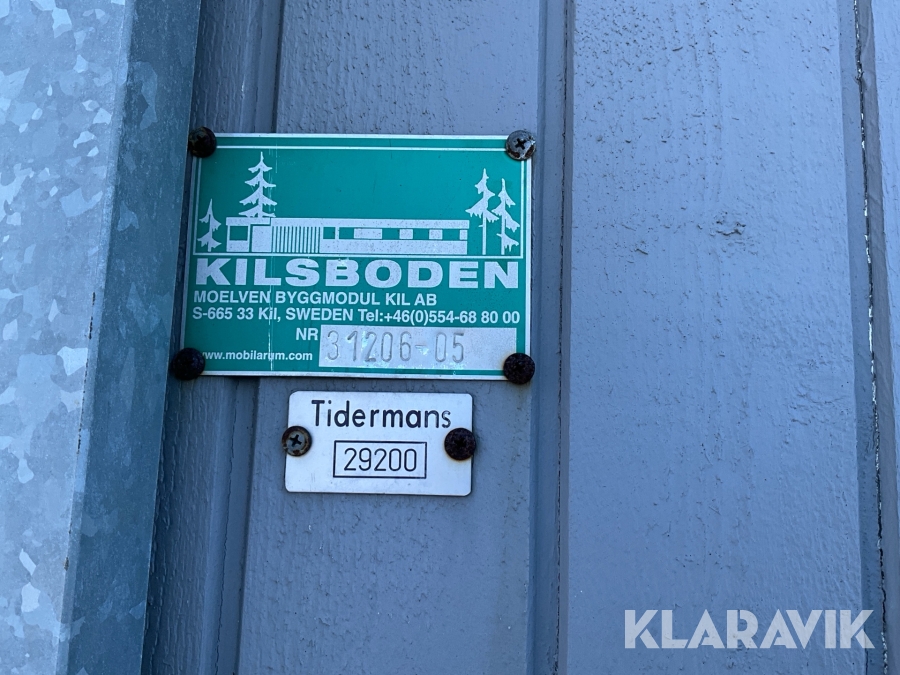 KILSBODEN
MOELVEN BYGGMODUL KIL AB
S-665 33 Kil, SWEDEN Tel:+46(0)554-68 80 00
NR 31206-05
www.mobilarum.com
Tidermans
29200
KLARAVIK